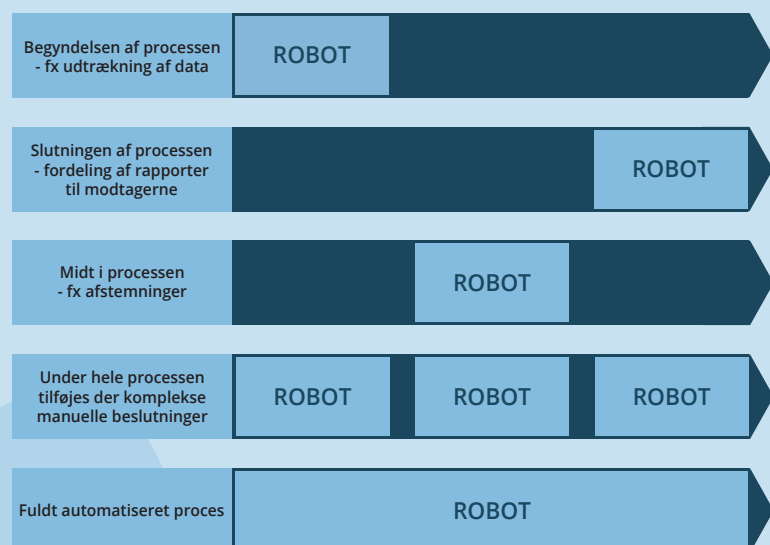 Begyndelsen af processen
- fx udtrækning af data
ROBOT
Slutningen af processen
- fordeling af rapporter
til modtagerne
ROBOT
Midt i processen
- fx afstemninger
ROBOT
Under hele processen
tilføjes der komplekse
manuelle beslutninger
ROBOT ROBOT ROBOT
Fuldt automatiseret proces
ROBOT